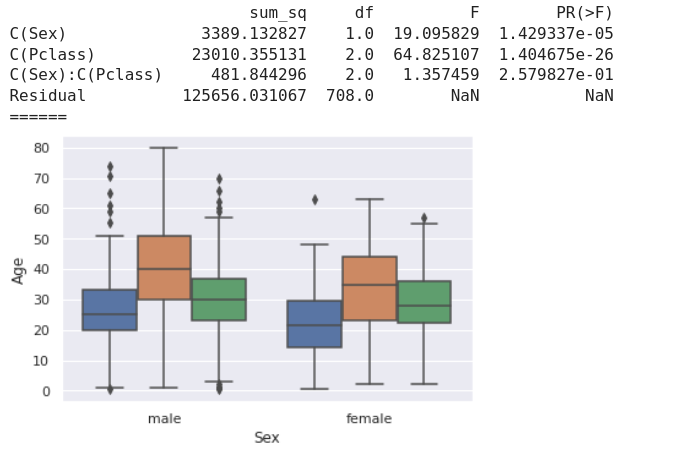 sum_sq df F PR(>F)
C(Sex) 3389.132827 1.0 19.095829 1.429337e-05
C(Pclass) 23010.355131 2.0 64.825107 1.404675e-26
C(Sex):C(Pclass) 481.844296 2.0 1.357459 2.579827e-01
Residual 125656.031067 708.0 NaN NaN
======
80
70
60
50
40
30
20
10
0
Age
male female
Sex